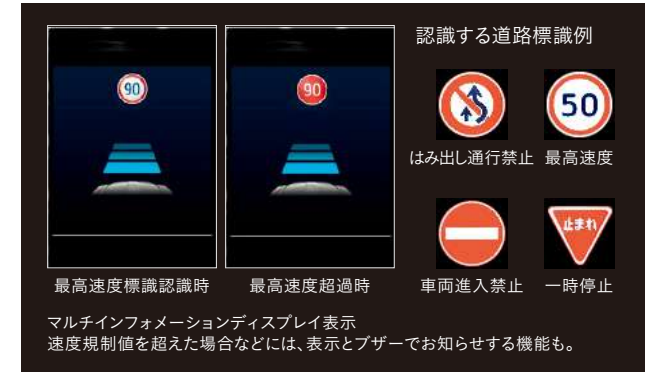 認識する道路標識例
90
90
50
はみ出し通行禁止
最高速度
止まれ
車両進入禁止
一時停止
最高速度標識認識時
最高速度超過時
マルチインフォメーションディスプレイ表示
速度規制値を超えた場合などには、表示とブザーでお知らせする機能も。